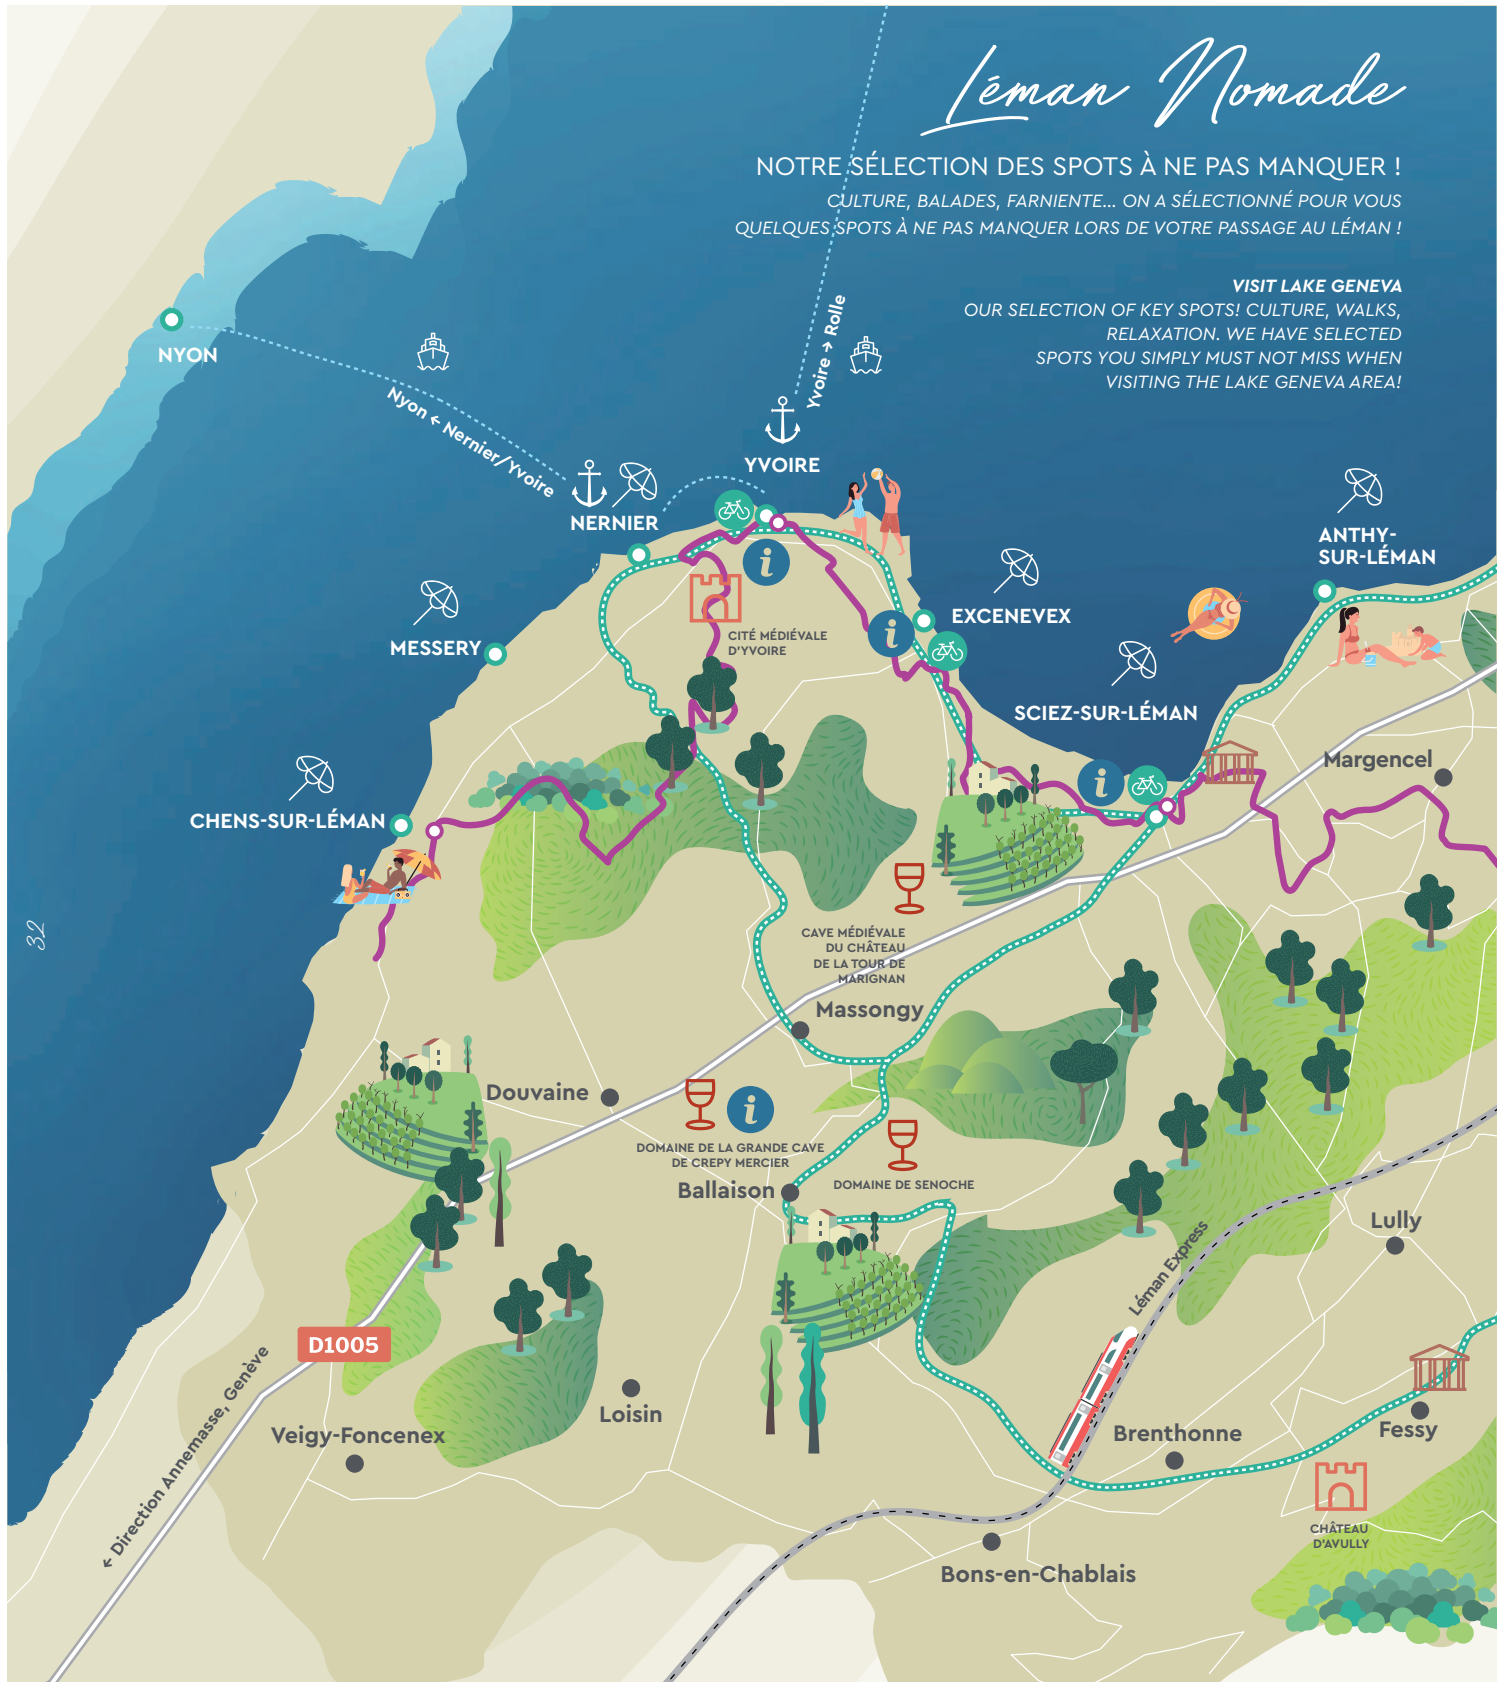 Léman Nomade
NOTRE SÉLECTION DES SPOTS À NE PAS MANQUER !
CULTURE, BALADES, FARNIENTE... ON A SÉLECTIONNÉ POUR VOUS
QUELQUES SPOTS À NE PAS MANQUER LORS DE VOTRE PASSAGE AU LÉMAN !
VISIT LAKE GENEVA
OUR SELECTION OF KEY SPOTS! CULTURE, WALKS,
RELAXATION. WE HAVE SELECTED
SPOTS YOU SIMPLY MUST NOT MISS WHEN
VISITING THE LAKE GENEVA AREA!
NYON
Nyon ← Nernier/Yvoire
Yvoire → Rolle
YVOIRE
NERNIER
ANTHY-
SUR-LÉMAN
i
EXCENEVEX
i
CITÉ MÉDIÉVALE
D'YVOIRE
MESSERY
SCIEZ-SUR-LÉMAN
i
Margencel
CHENS-SUR-LÉMAN
32
CAVE MÉDIÉVALE
DU CHÂTEAU
DE LA TOUR DE
MARIGNAN
Massongy
Douvaine
i
DOMAINE DE LA GRANDE CAVE
DE CREPY MERCIER
Ballaison
DOMAINE DE SENOCHE
Lully
Léman Express
D1005
← Direction Annemasse, Genève
Loisin
Veigy-Foncenex
Brenthonne
Fessy
CHÂTEAU
D'AVULLY
Bons-en-Chablais